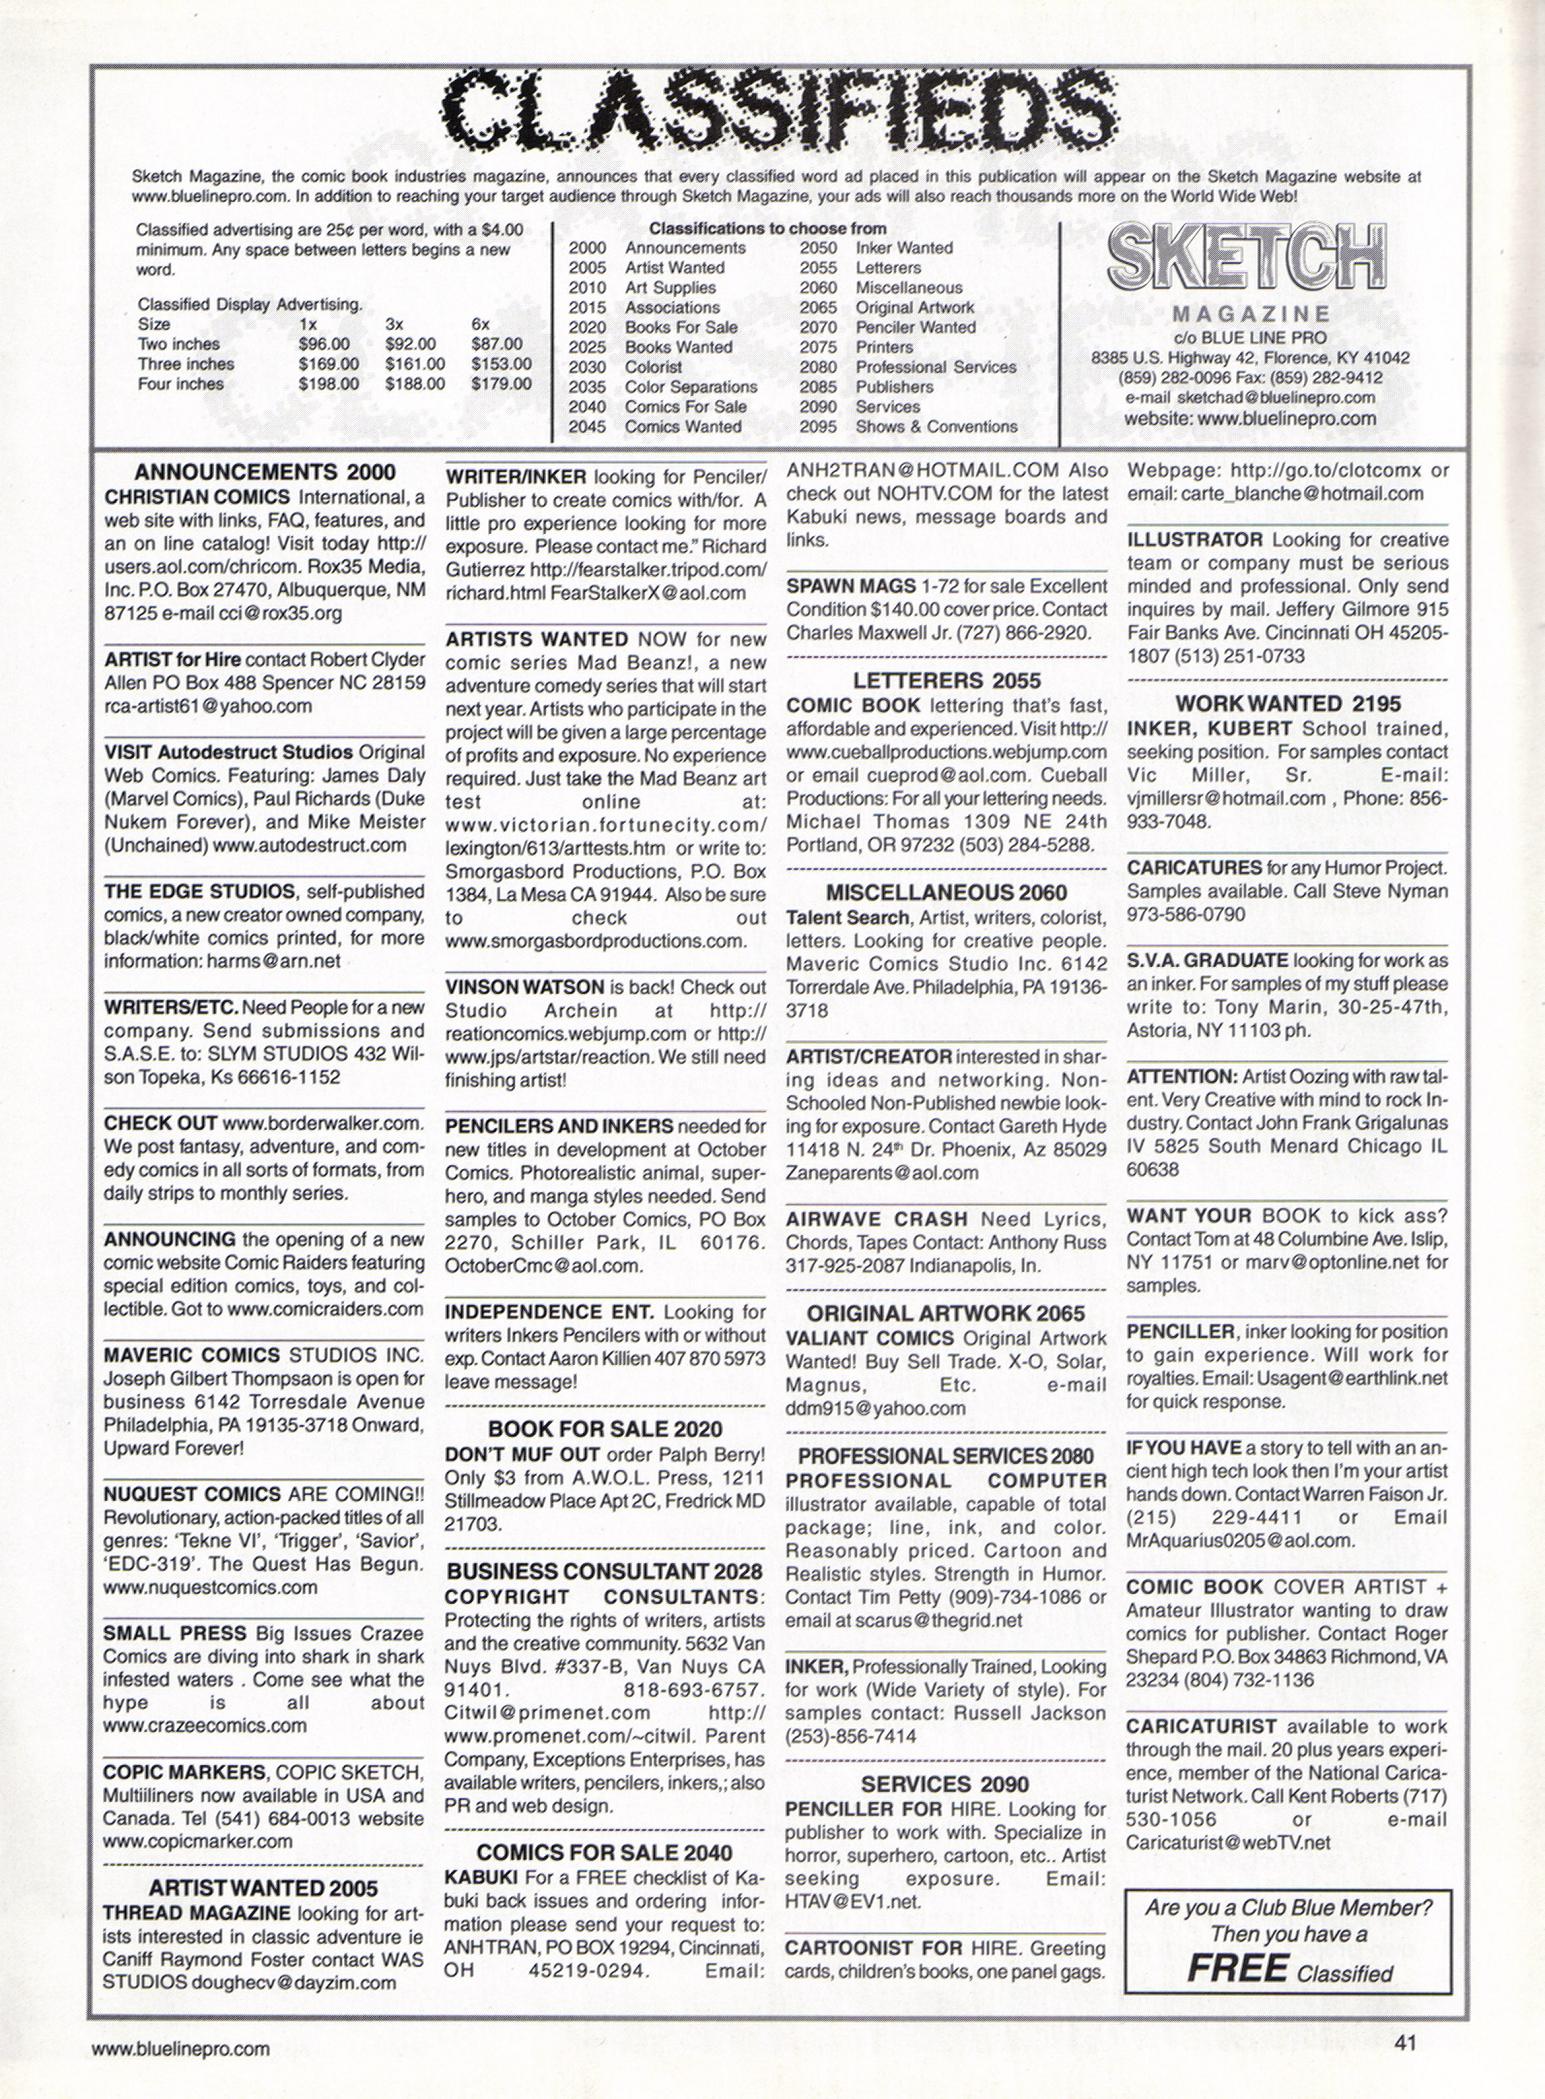 CLASSIFIEDS
Sketch Magazine, the comic book industries magazine, announces that every classified word ad placed in this publication will appear on the Sketch Magazine website at
www.bluelinepro.com. In addition to reaching your target audience through Sketch Magazine, your ads will also reach thousands more on the World Wide Web!
Classified advertising are 25¢ per word, with a $4.00
minimum. Any space between letters begins a new
word.
Classified Display Advertising.
Size 1x 3x 6x
Two inches $96.00 $92.00 $87.00
Three inches $169.00 $161.00 $153.00
Four inches $198.00 $188.00 $179.00
Classifications to choose from
2000 Announcements 2050 Inker Wanted
2005 Artist Wanted 2055 Letterers
2010 Art Supplies 2060 Miscellaneous
2015 Associations 2065 Original Artwork
2020 Books For Sale 2070 Penciler Wanted
2025 Books Wanted 2075 Printers
2030 Colorist 2080 Professional Services
2035 Color Separations 2085 Publishers
2040 Comics For Sale 2090 Services
2045 Comics Wanted 2095 Shows & Conventions
SKETCH
MAGAZINE
c/o BLUE LINE PRO
8385 U.S. Highway 42, Florence, KY 41042
(859) 282-0096 Fax: (859) 282-9412
e-mail sketchad@bluelinepro.com
website: www.bluelinepro.com
ANNOUNCEMENTS 2000
CHRISTIAN COMICS International, a
web site with links, FAQ, features, and
an on line catalog! Visit today http://
users.aol.com/chricom. Rox35 Media,
Inc. P.O. Box 27470, Albuquerque, NM
87125 e-mail cci@rox35.org
ARTIST for Hire contact Robert Clyder
Allen PO Box 488 Spencer NC 28159
rca-artist61@yahoo.com
VISIT Autodestruct Studios Original
Web Comics. Featuring: James Daly
(Marvel Comics), Paul Richards (Duke
Nukem Forever), and Mike Meister
(Unchained) www.autodestruct.com
THE EDGE STUDIOS, self-published
comics, a new creator owned company,
black/white comics printed, for more
information: harms@arn.net
WRITERS/ETC. Need People for a new
company. Send submissions and
S.A.S.E. to: SLYM STUDIOS 432 Wil-
son Topeka, Ks 66616-1152
CHECK OUT www.borderwalker.com.
We post fantasy, adventure, and com-
edy comics in all sorts of formats, from
daily strips to monthly series.
ANNOUNCING the opening of a new
comic website Comic Raiders featuring
special edition comics, toys, and col-
lectible. Got to www.comicraiders.com
MAVERIC COMICS STUDIOS INC.
Joseph Gilbert Thompsaon is open for
business 6142 Torresdale Avenue
Philadelphia, PA 19135-3718 Onward,
Upward Forever!
NUQUEST COMICS ARE COMING!!
Revolutionary, action-packed titles of all
genres: 'Tekne VI', 'Trigger', 'Savior',
'EDC-319'. The Quest Has Begun.
www.nuquestcomics.com
SMALL PRESS Big Issues Crazee
Comics are diving into shark in shark
infested waters . Come see what the
hype is all about
www.crazeecomics.com
COPIC MARKERS, COPIC SKETCH,
Multiiliners now available in USA and
Canada. Tel (541) 684-0013 website
www.copicmarker.com
ARTIST WANTED 2005
THREAD MAGAZINE looking for art-
ists interested in classic adventure ie
Caniff Raymond Foster contact WAS
STUDIOS doughecv@dayzim.com
WRITER/INKER looking for Penciler/
Publisher to create comics with/for. A
little pro experience looking for more
exposure. Please contact me." Richard
Gutierrez http://fearstalker.tripod.com/
richard.html FearStalkerX@aol.com
ARTISTS WANTED NOW for new
comic series Mad Beanz!, a new
adventure comedy series that will start
next year. Artists who participate in the
project will be given a large percentage
of profits and exposure. No experience
required. Just take the Mad Beanz art
test online at:
www.victorian.fortunecity.com/
lexington/613/arttests.htm or write to:
Smorgasbord Productions, P.O. Box
1384, La Mesa CA 91944. Also be sure
to check out
www.smorgasbordproductions.com.
VINSON WATSON is back! Check out
Studio Archein at http://
reationcomics.webjump.com or http://
www.jps/artstar/reaction. We still need
finishing artist!
PENCILERS AND INKERS needed for
new titles in development at October
Comics. Photorealistic animal, super-
hero, and manga styles needed. Send
samples to October Comics, PO Box
2270, Schiller Park, IL 60176.
OctoberCmc@aol.com.
INDEPENDENCE ENT. Looking for
writers Inkers Pencilers with or without
exp. Contact Aaron Killien 407 870 5973
leave message!
BOOK FOR SALE 2020
DON'T MUF OUT order Palph Berry!
Only $3 from A.W.O.L. Press, 1211
Stillmeadow Place Apt 2C, Fredrick MD
21703.
BUSINESS CONSULTANT 2028
COPYRIGHT CONSULTANTS:
Protecting the rights of writers, artists
and the creative community. 5632 Van
Nuys Blvd. #337-B, Van Nuys CA
91401. 818-693-6757.
Citwil@primenet.com http://
www.promenet.com/~citwil. Parent
Company, Exceptions Enterprises, has
available writers, pencilers, inkers,; also
PR and web design.
COMICS FOR SALE 2040
KABUKI For a FREE checklist of Ka-
buki back issues and ordering infor-
mation please send your request to:
ANH TRAN, PO BOX 19294, Cincinnati,
OH 45219-0294. Email:
ANH2TRAN@HOTMAIL.COM Also
check out NOHTV.COM for the latest
Kabuki news, message boards and
links.
SPAWN MAGS 1-72 for sale Excellent
Condition $140.00 cover price. Contact
Charles Maxwell Jr. (727) 866-2920.
LETTERERS 2055
COMIC BOOK lettering that's fast,
affordable and experienced. Visit http://
www.cueballproductions.webjump.com
or email cueprod@aol.com. Cueball
Productions: For all your lettering needs.
Michael Thomas 1309 NE 24th
Portland, OR 97232 (503) 284-5288.
MISCELLANEOUS 2060
Talent Search, Artist, writers, colorist,
letters. Looking for creative people.
Maveric Comics Studio Inc. 6142
Torrerdale Ave. Philadelphia, PA 19136-
3718
ARTIST/CREATOR interested in shar-
ing ideas and networking. Non-
Schooled Non-Published newbie look-
ing for exposure. Contact Gareth Hyde
11418 N. 24th Dr. Phoenix, Az 85029
Zaneparents@aol.com
AIRWAVE CRASH Need Lyrics,
Chords, Tapes Contact: Anthony Russ
317-925-2087 Indianapolis, In.
ORIGINAL ARTWORK 2065
VALIANT COMICS Original Artwork
Wanted! Buy Sell Trade. X-O, Solar,
Magnus, Etc. e-mail
ddm915@yahoo.com
PROFESSIONAL SERVICES 2080
PROFESSIONAL COMPUTER
illustrator available, capable of total
package; line, ink, and color.
Reasonably priced. Cartoon and
Realistic styles. Strength in Humor.
Contact Tim Petty (909)-734-1086 or
email at scarus@thegrid.net
INKER, Professionally Trained, Looking
for work (Wide Variety of style). For
samples contact: Russell Jackson
(253)-856-7414
SERVICES 2090
PENCILLER FOR HIRE. Looking for
publisher to work with. Specialize in
horror, superhero, cartoon, etc.. Artist
seeking exposure. Email:
HTAV@EV1.net.
CARTOONIST FOR HIRE. Greeting
cards, children's books, one panel gags.
Webpage: http://go.to/clotcomx or
email: carte_blanche@hotmail.com
ILLUSTRATOR Looking for creative
team or company must be serious
minded and professional. Only send
inquires by mail. Jeffery Gilmore 915
Fair Banks Ave. Cincinnati OH 45205-
1807 (513) 251-0733
WORK WANTED 2195
INKER, KUBERT School trained,
seeking position. For samples contact
Vic Miller, Sr. E-mail:
vjmillersr@hotmail.com , Phone: 856-
933-7048.
CARICATURES for any Humor Project.
Samples available. Call Steve Nyman
973-586-0790
S.V.A. GRADUATE looking for work as
an inker. For samples of my stuff please
write to: Tony Marin, 30-25-47th,
Astoria, NY 11103 ph.
ATTENTION: Artist Oozing with raw tal-
ent. Very Creative with mind to rock In-
dustry. Contact John Frank Grigalunas
IV 5825 South Menard Chicago IL
60638
WANT YOUR BOOK to kick ass?
Contact Tom at 48 Columbine Ave. Islip,
NY 11751 or marv@optonline.net for
samples.
PENCILLER, inker looking for position
to gain experience. Will work for
royalties. Email: Usagent@earthlink.net
for quick response.
IF YOU HAVE a story to tell with an an-
cient high tech look then I'm your artist
hands down. Contact Warren Faison Jr.
(215) 229-4411 or Email
MrAquarius0205@aol.com.
COMIC BOOK COVER ARTIST +
Amateur Illustrator wanting to draw
comics for publisher. Contact Roger
Shepard P.O. Box 34863 Richmond, VA
23234 (804) 732-1136
CARICATURIST available to work
through the mail. 20 plus years experi-
ence, member of the National Carica-
turist Network. Call Kent Roberts (717)
530-1056 or e-mail
Caricaturist@webTV.net
Are you a Club Blue Member?
Then you have a
FREE Classified
www.bluelinepro.com
41